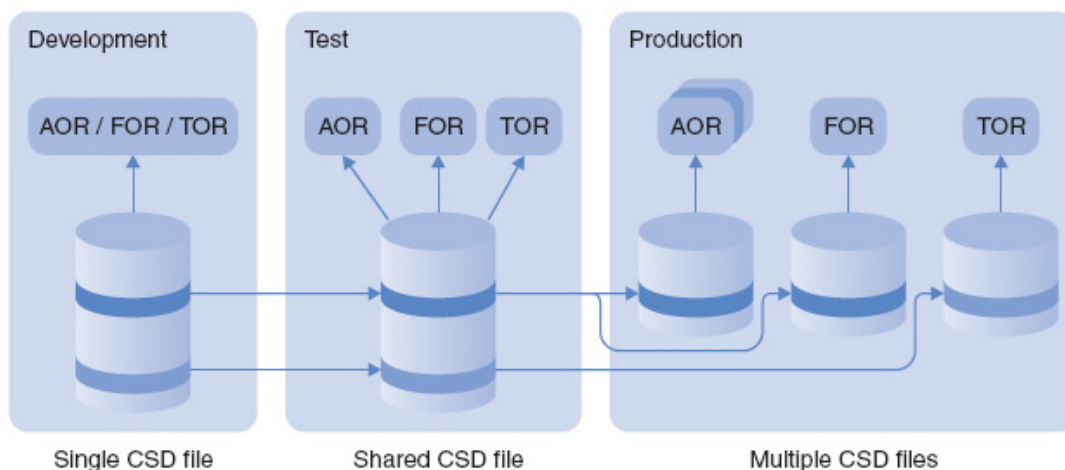 Development
Test
Production
AOR / FOR / TOR
AOR
FOR
TOR
AOR
FOR
TOR
Single CSD file
Shared CSD file
Multiple CSD files